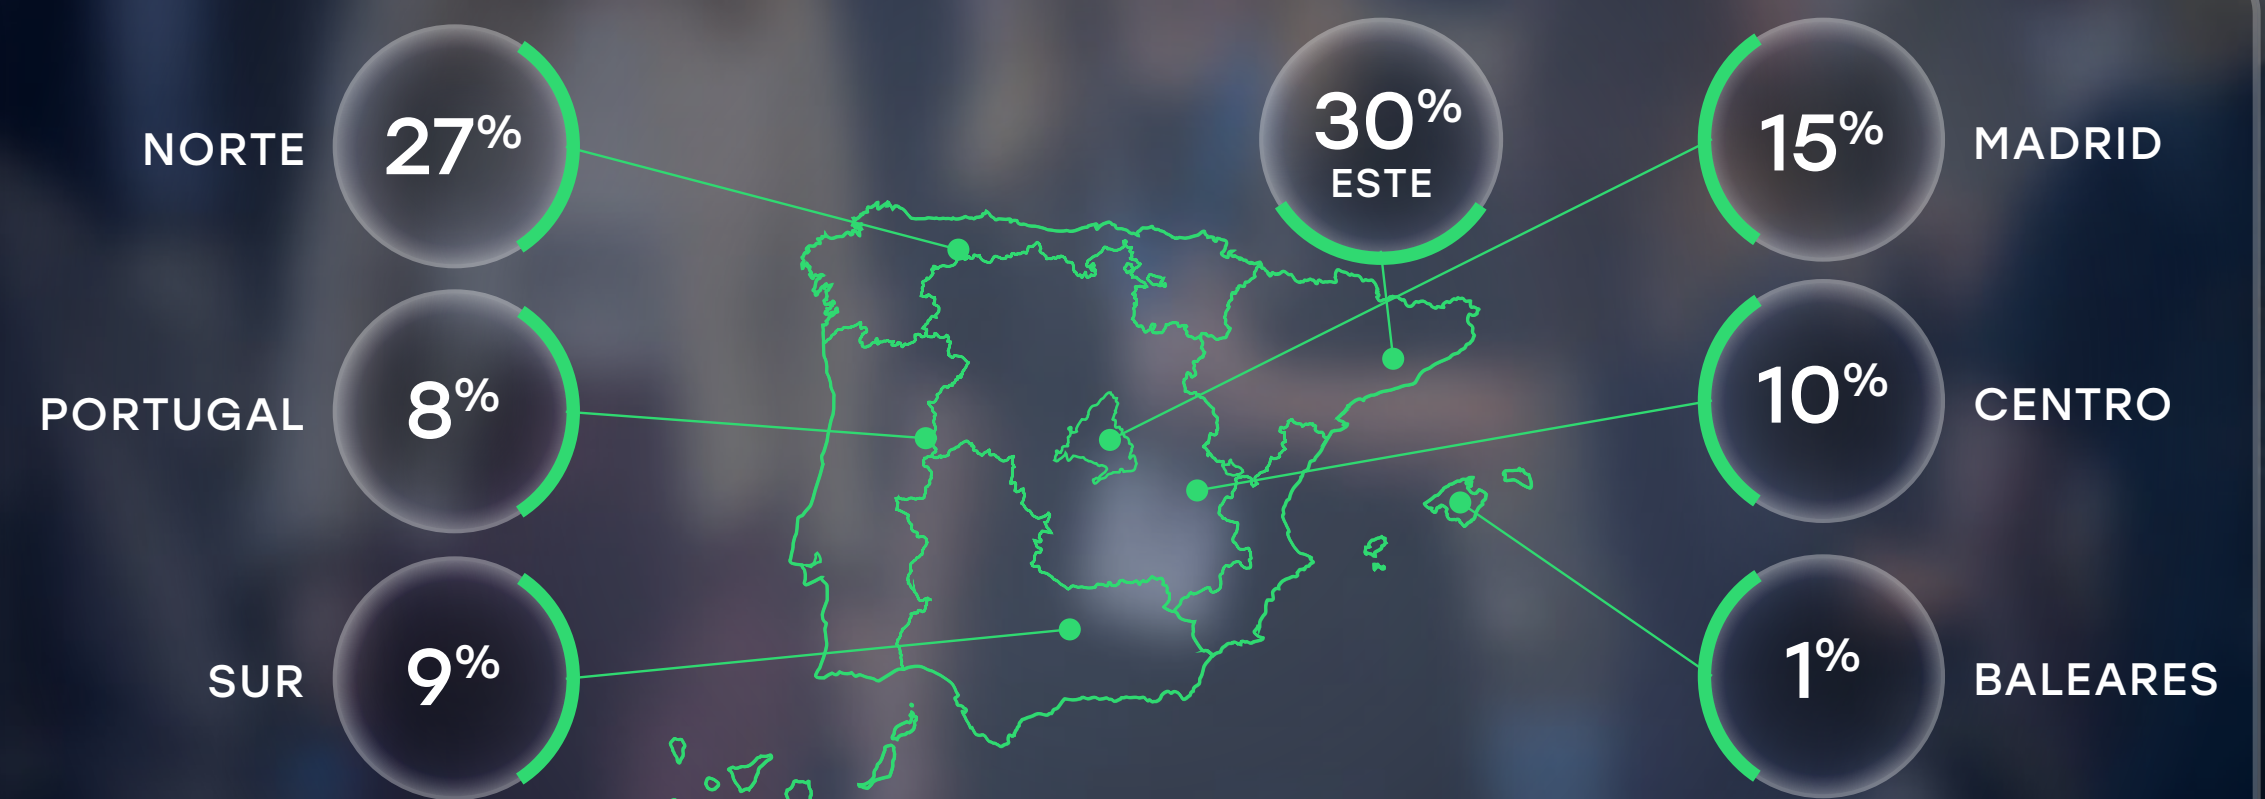 NORTE
27%
PORTUGAL
8%
SUR
9%
30%
ESTE
15%
MADRID
10%
CENTRO
1%
BALEARES